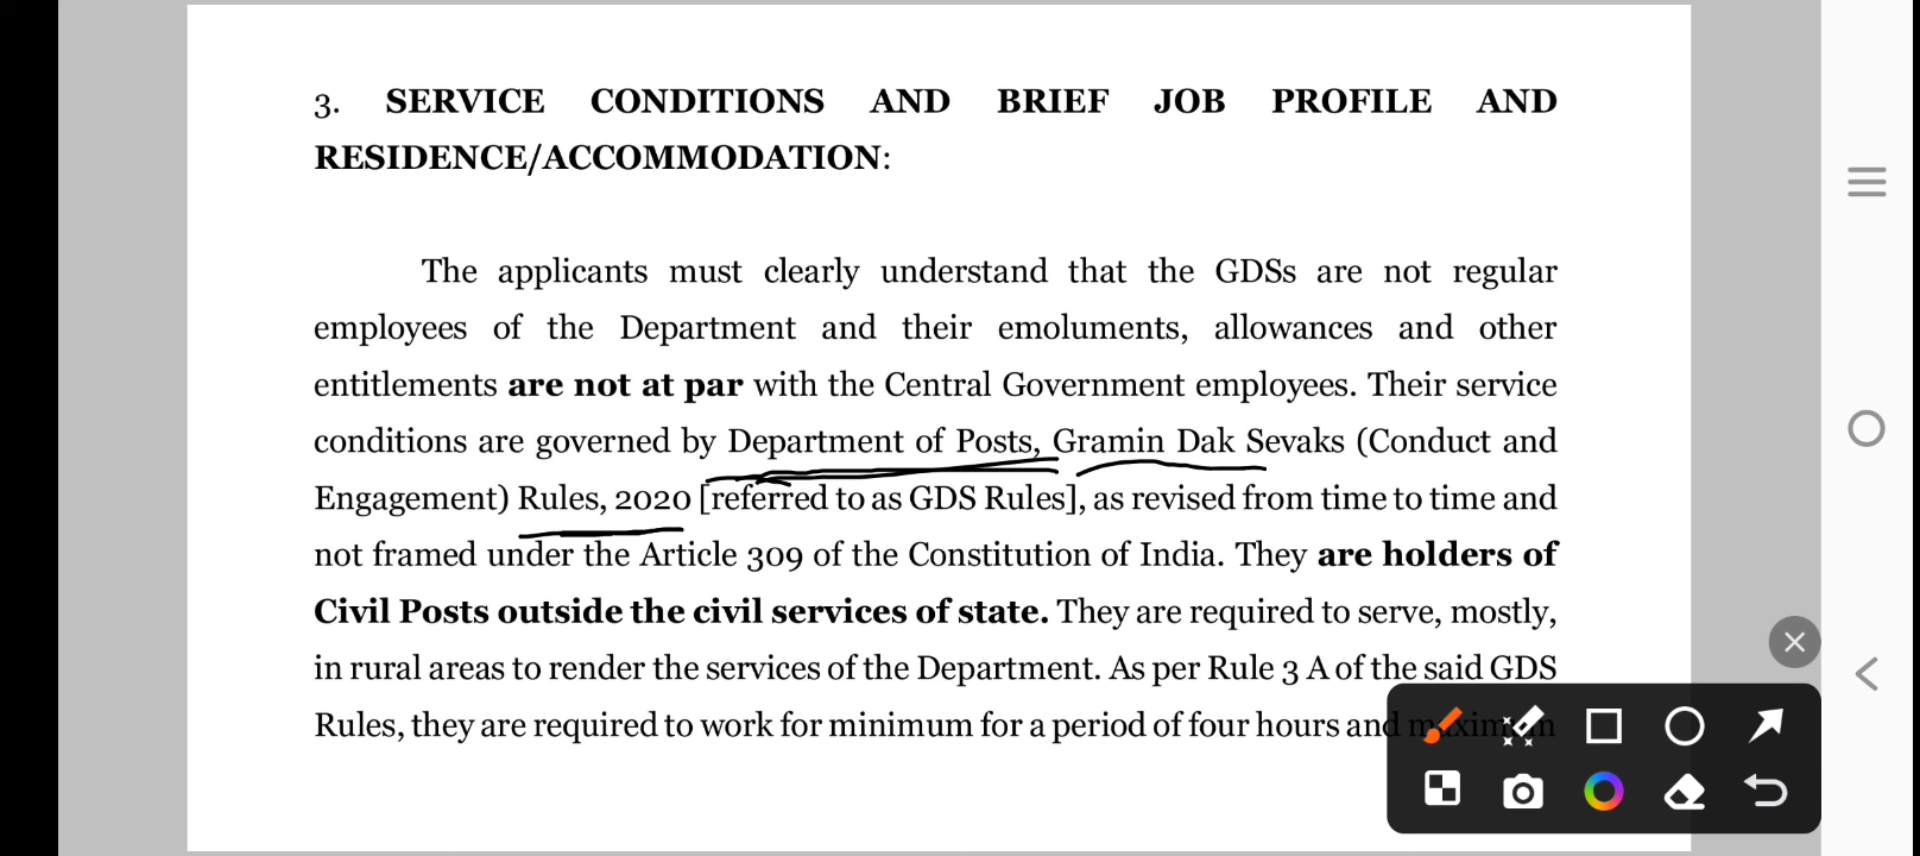 3. SERVICE CONDITIONS AND BRIEF JOB PROFILE AND
RESIDENCE/ACCOMMODATION:
The applicants must clearly understand that the GDSs are not regular
employees of the Department and their emoluments, allowances and other
entitlements are not at par with the Central Government employees. Their service
conditions are governed by Department of Posts, Gramin Dak Sevaks (Conduct and
Engagement) Rules, 2020 [referred to as GDS Rules], as revised from time to time and
not framed under the Article 309 of the Constitution of India. They are holders of
Civil Posts outside the civil services of state. They are required to serve, mostly,
in rural areas to render the services of the Department. As per Rule 3 A of the said GDS
Rules, they are required to work for minimum for a period of four hours and maximum